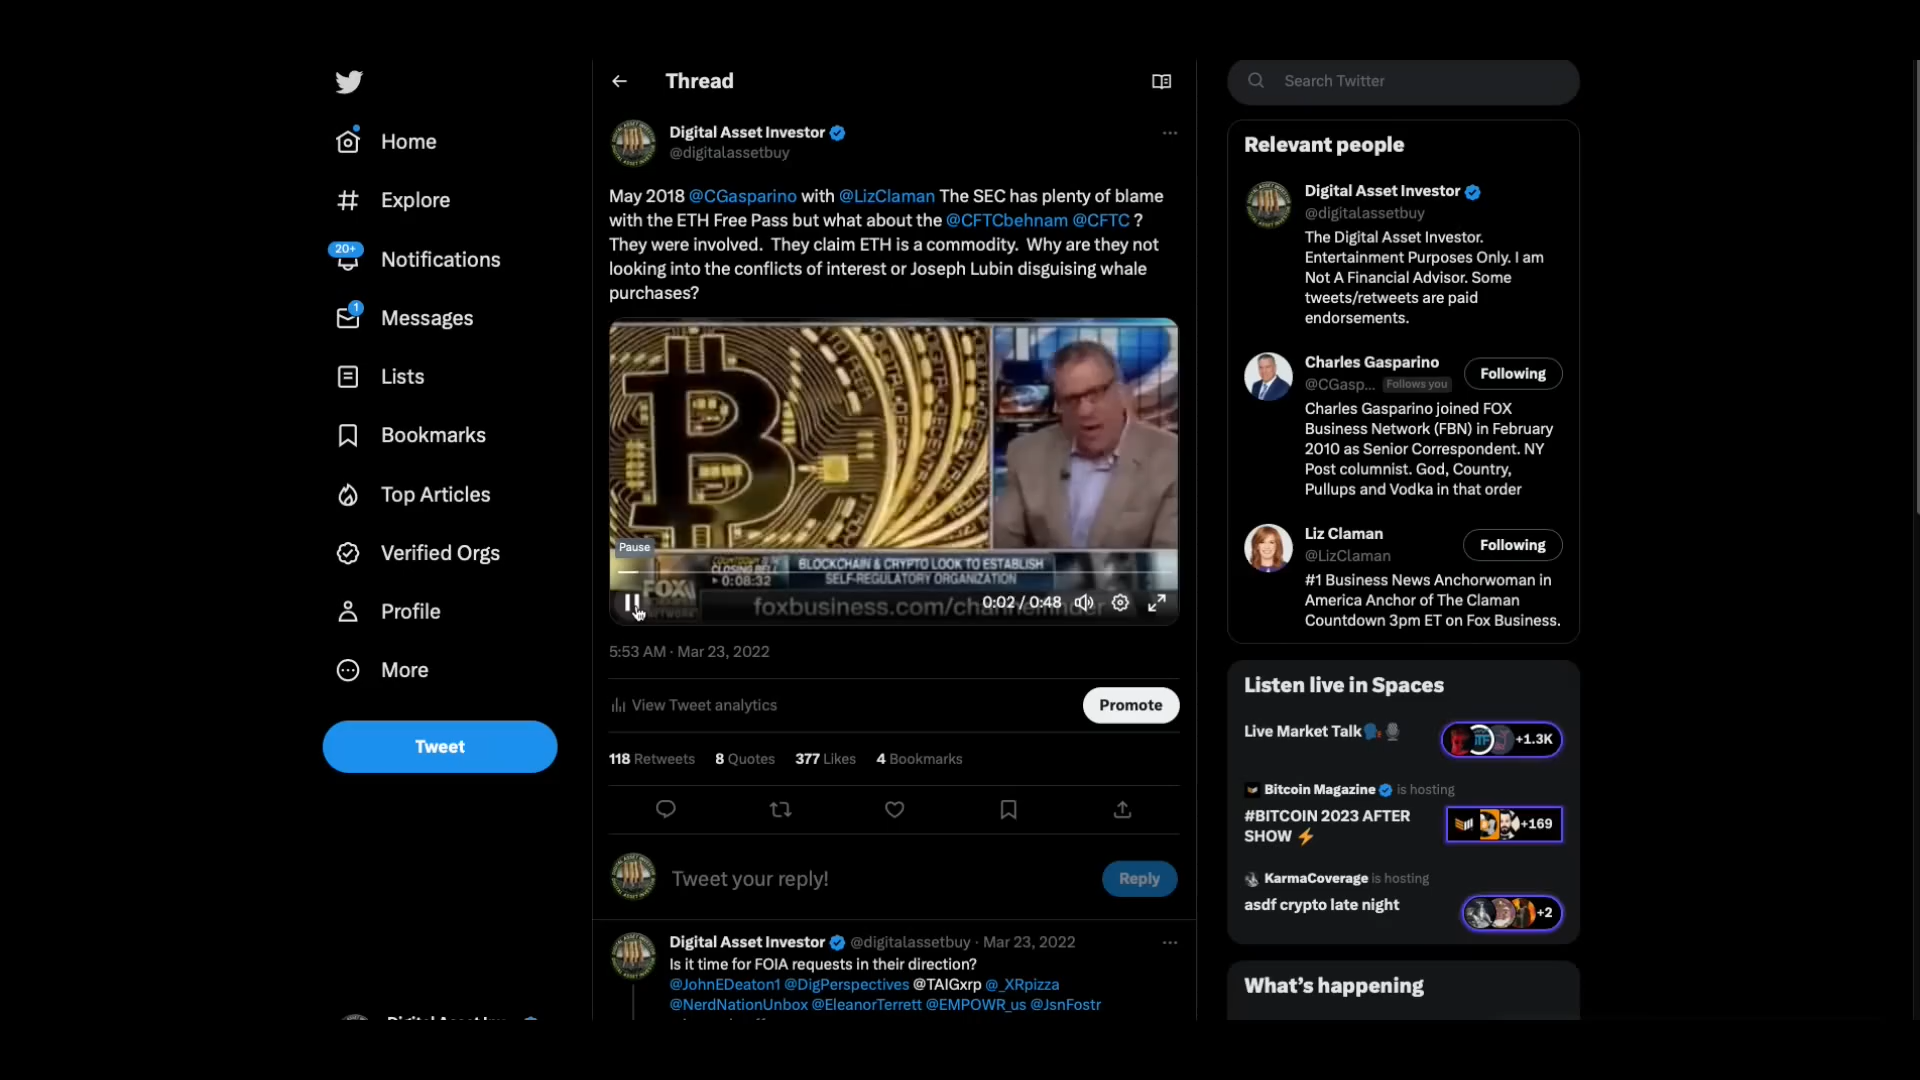 Home
Explore
20+
Notifications
1
Messages
Lists
Bookmarks
Top Articles
Verified Orgs
Profile
More
Tweet
Thread
Digital Asset Investor
@digitalassetbuy
May 2018 @CGasparino with @LizClaman The SEC has plenty of blame
with the ETH Free Pass but what about the @CFTCbehnam @CFTC ?
They were involved. They claim ETH is a commodity. Why are they not
looking into the conflicts of interest or Joseph Lubin disguising whale
purchases?
Pause
CLOSING BELL
0:08:32
BLOCKCHAIN & CRYPTO LOOK TO ESTABLISH
SELF-REGULATORY ORGANIZATION
FOX
foxbusiness.com/channelfinder
0:02 / 0:48
5:53 AM · Mar 23, 2022
View Tweet analytics
Promote
118 Retweets 8 Quotes 377 Likes 4 Bookmarks
Tweet your reply!
Reply
Digital Asset Investor @digitalassetbuy · Mar 23, 2022
Is it time for FOIA requests in their direction?
@JohnEDeaton1 @DigPerspectives @TAIGxrp @_XRpizza
@NerdNationUnbox @EleanorTerrett @EMPOWR_us @JsnFostr
Search Twitter
Relevant people
Digital Asset Investor
@digitalassetbuy
The Digital Asset Investor.
Entertainment Purposes Only. I am
Not A Financial Advisor. Some
tweets/retweets are paid
endorsements.
Charles Gasparino
@CGasp... Follows you
Following
Charles Gasparino joined FOX
Business Network (FBN) in February
2010 as Senior Correspondent. NY
Post columnist. God, Country,
Pullups and Vodka in that order
Liz Claman
@LizClaman
Following
#1 Business News Anchorwoman in
America Anchor of The Claman
Countdown 3pm ET on Fox Business.
Listen live in Spaces
Live Market Talk
+1.3K
Bitcoin Magazine is hosting
#BITCOIN 2023 AFTER
SHOW ⚡
+169
KarmaCoverage is hosting
asdf crypto late night
+2
What's happening